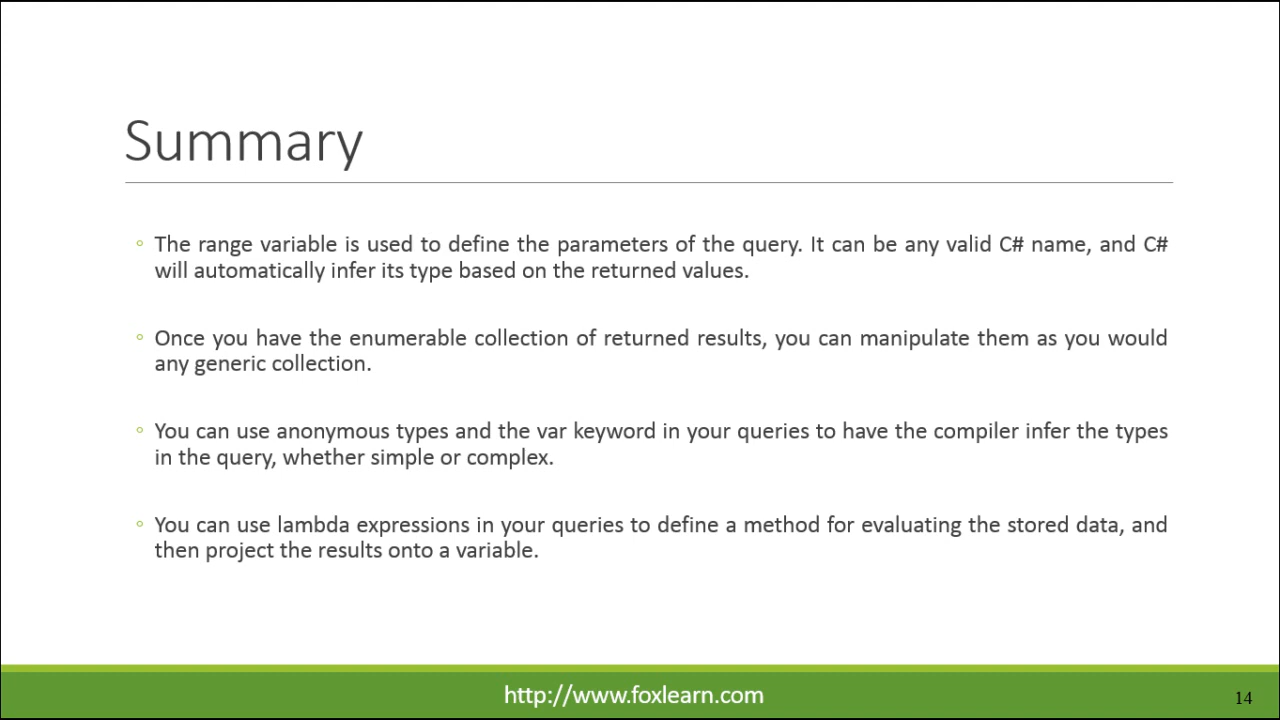 Summary
◦ The range variable is used to define the parameters of the query. It can be any valid C# name, and C#
will automatically infer its type based on the returned values.
◦ Once you have the enumerable collection of returned results, you can manipulate them as you would
any generic collection.
◦ You can use anonymous types and the var keyword in your queries to have the compiler infer the types
in the query, whether simple or complex.
◦ You can use lambda expressions in your queries to define a method for evaluating the stored data, and
then project the results onto a variable.
http://www.foxlearn.com
14